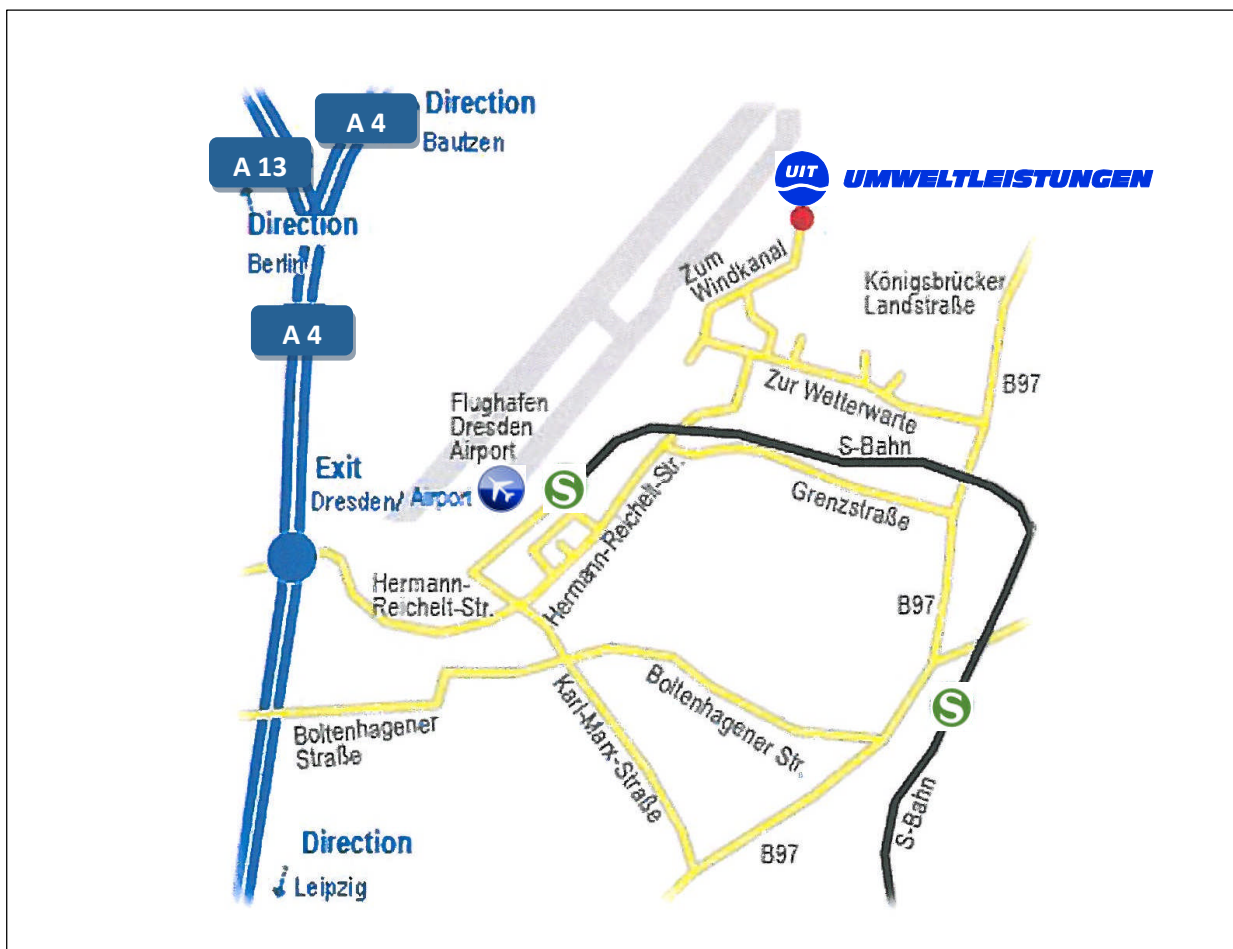 Direction
A 4
Bautzen
A 13
Direction
Berlin
A 4
UIT
UMWELTLEISTUNGEN
Zum
Windkanal
Königsbrücker
Landstraße
B97
Zur Wetterwarte
Flughafen
Dresden
Airport
S-Bahn
Exit
Dresden/ Airport
S
Hermann-Reichelt-Str.
Grenzstraße
Hermann-
Reichelt-Str.
B97
Boltenhagener Str.
Karl-Marx-Straße
S
Boltenhagener
Straße
S-Bahn
B97
Direction
Leipzig